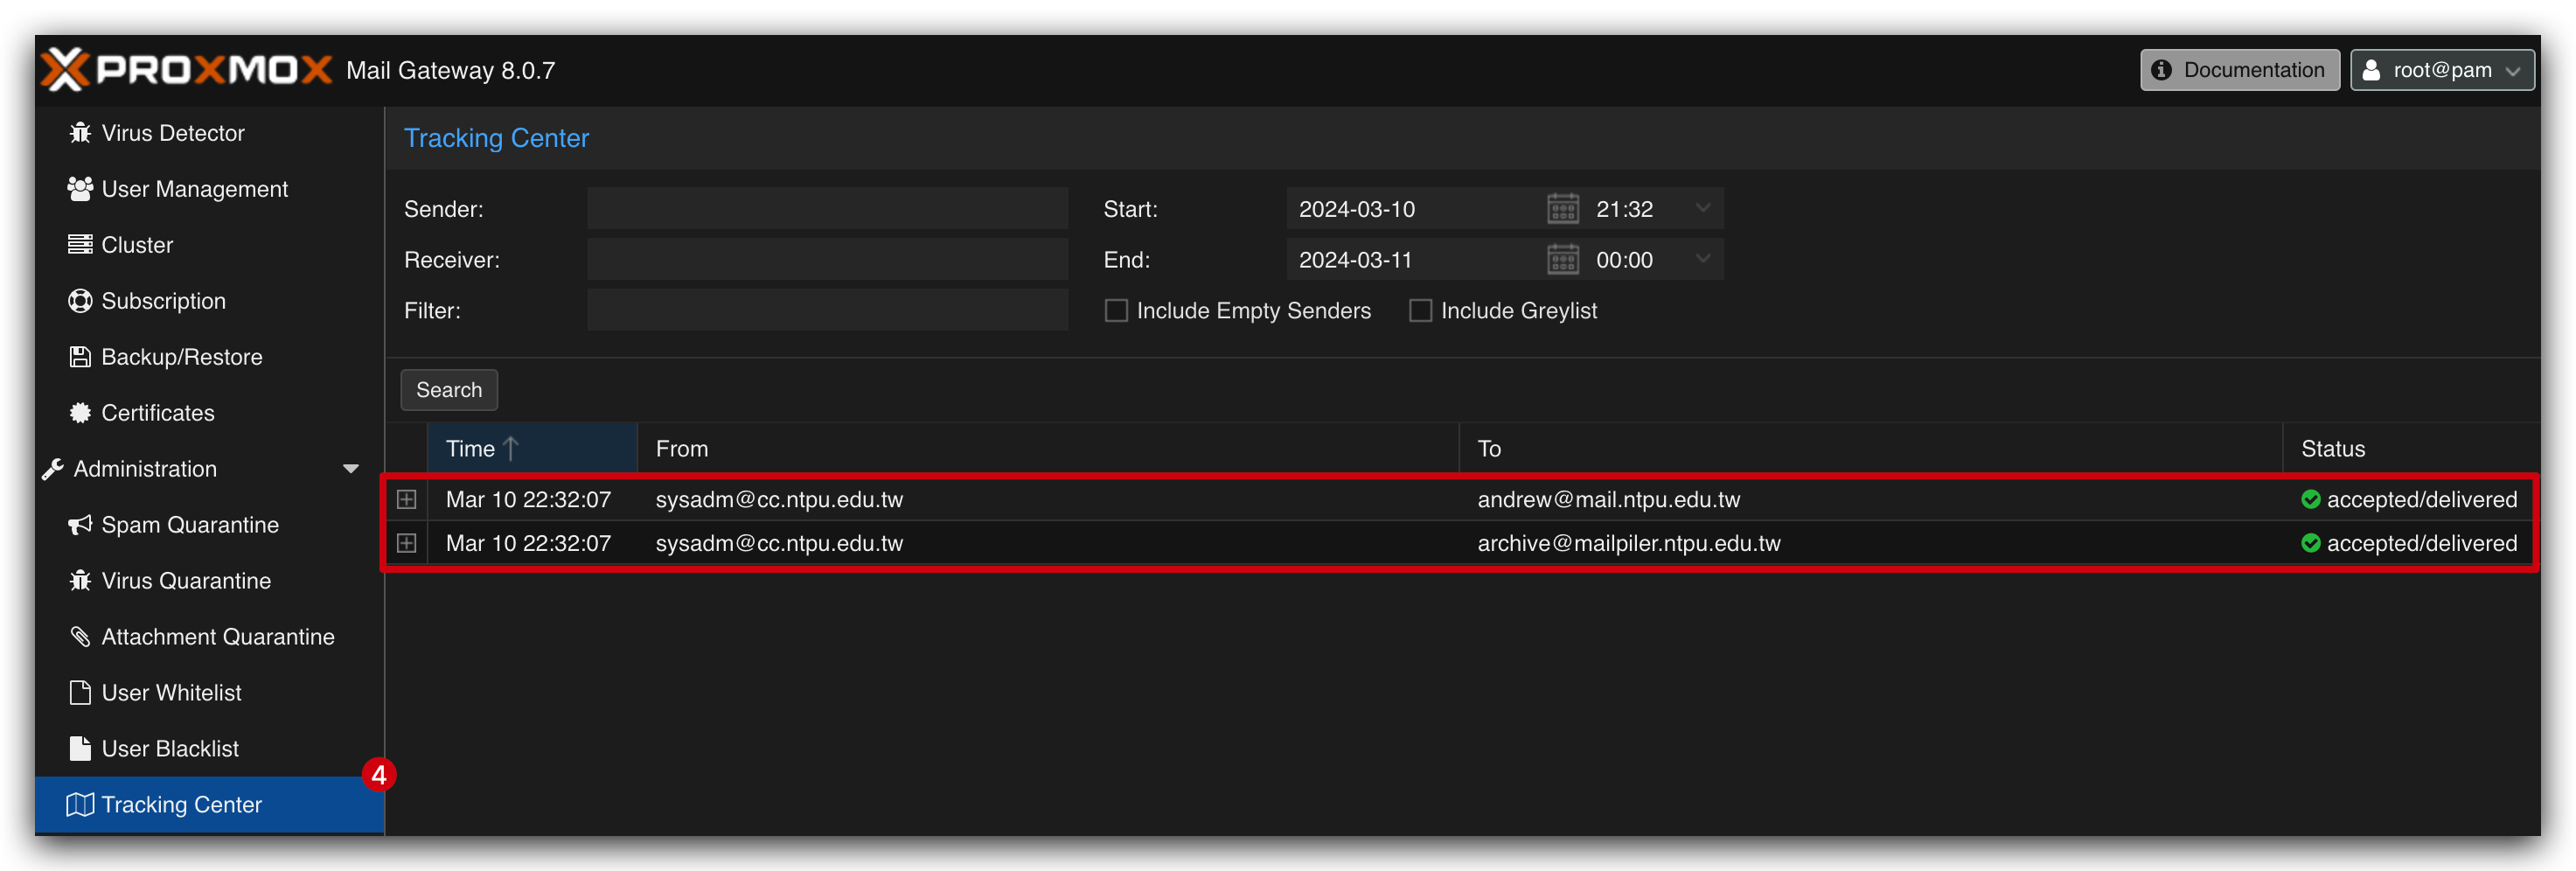 PROXMOX Mail Gateway 8.0.7
Documentation
root@pam
Virus Detector
User Management
Cluster
Subscription
Backup/Restore
Certificates
Administration
Spam Quarantine
Virus Quarantine
Attachment Quarantine
User Whitelist
User Blacklist
4
Tracking Center
Tracking Center
Sender:
Start: 2024-03-10 21:32
Receiver:
End: 2024-03-11 00:00
Filter:
Include Empty Senders
Include Greylist
Search
Time From To Status
Mar 10 22:32:07 sysadm@cc.ntpu.edu.tw andrew@mail.ntpu.edu.tw accepted/delivered
Mar 10 22:32:07 sysadm@cc.ntpu.edu.tw archive@mailpiler.ntpu.edu.tw accepted/delivered